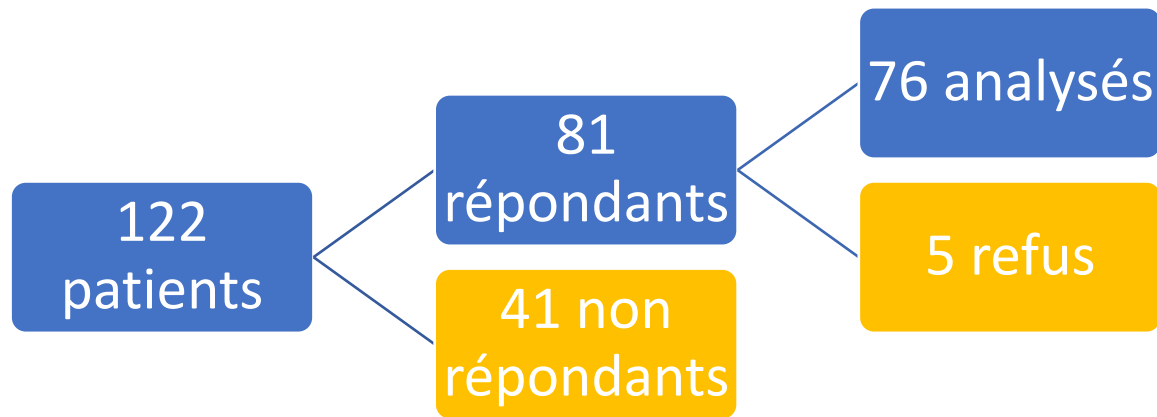 122
patients
81
répondants
41 non
répondants
76 analysés
5 refus